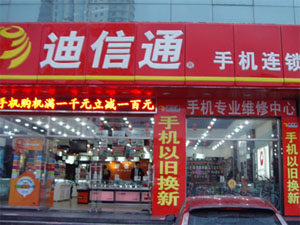 迪信通
手机连锁
手机购机满一千元立减一百元
手机专业维修中心
手机以旧换新
手机以旧换新